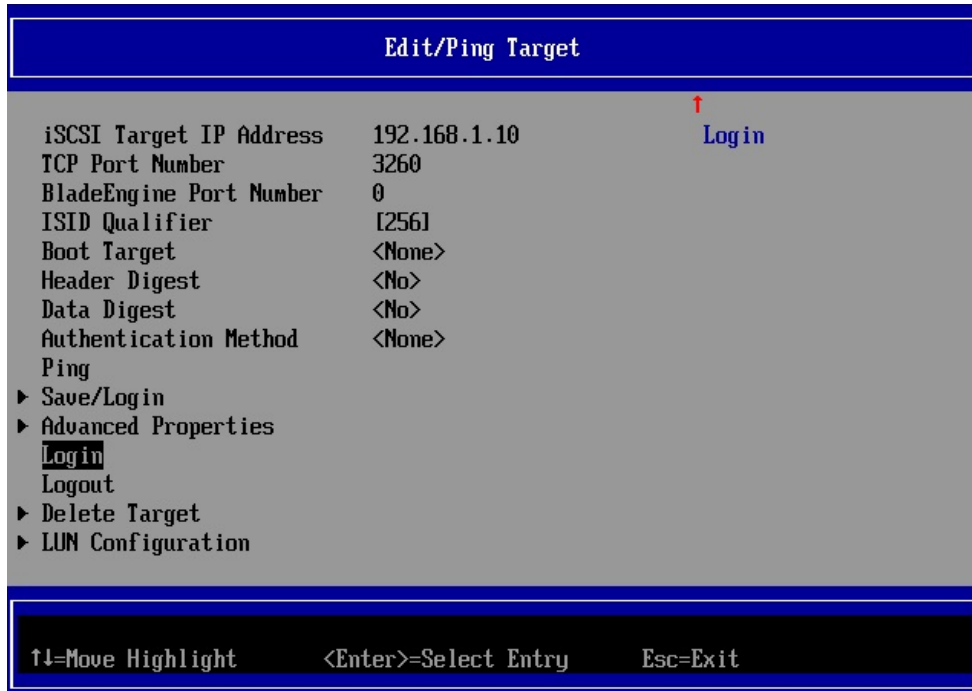 Edit/Ping Target
↑
iSCSI Target IP Address 192.168.1.10 Login
TCP Port Number 3260
BladeEngine Port Number 0
ISID Qualifier [256]
Boot Target <None>
Header Digest <No>
Data Digest <No>
Authentication Method <None>
Ping
▶ Save/Login
▶ Advanced Properties
Login
Logout
▶ Delete Target
▶ LUN Configuration
↑↓=Move Highlight <Enter>=Select Entry Esc=Exit